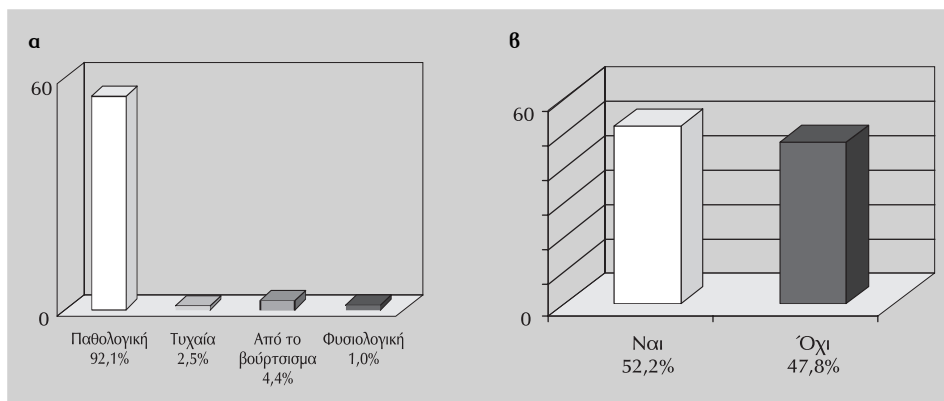 α
60
0
Παθολογική
92,1%
Τυχαία
2,5%
Από το
βούρτσισμα
4,4%
Φυσιολογική
1,0%
β
60
0
Ναι
52,2%
Όχι
47,8%